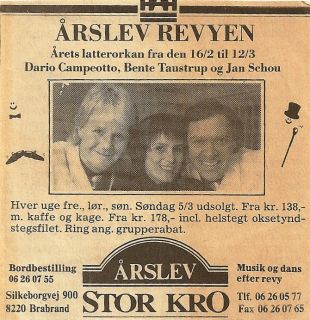 ÅRSLEV REVYEN
Årets latterorkan fra den 16/2 til 12/3
Dario Campeotto, Bente Taustrup og Jan Schou
Hver uge fre., lør., søn. Søndag 5/3 udsolgt. Fra kr. 138,-
m. kaffe og kage. Fra kr. 178,- incl. helstegt oksetynd-
stegsfilet. Ring ang. grupperabat.
Bordbestilling
06 26 07 55
Silkeborgvej 900
8220 Brabrand
ÅRSLEV
STOR KRO
Musik og dans
efter revy
Tlf. 06 26 05 77
Fax 06 26 07 65